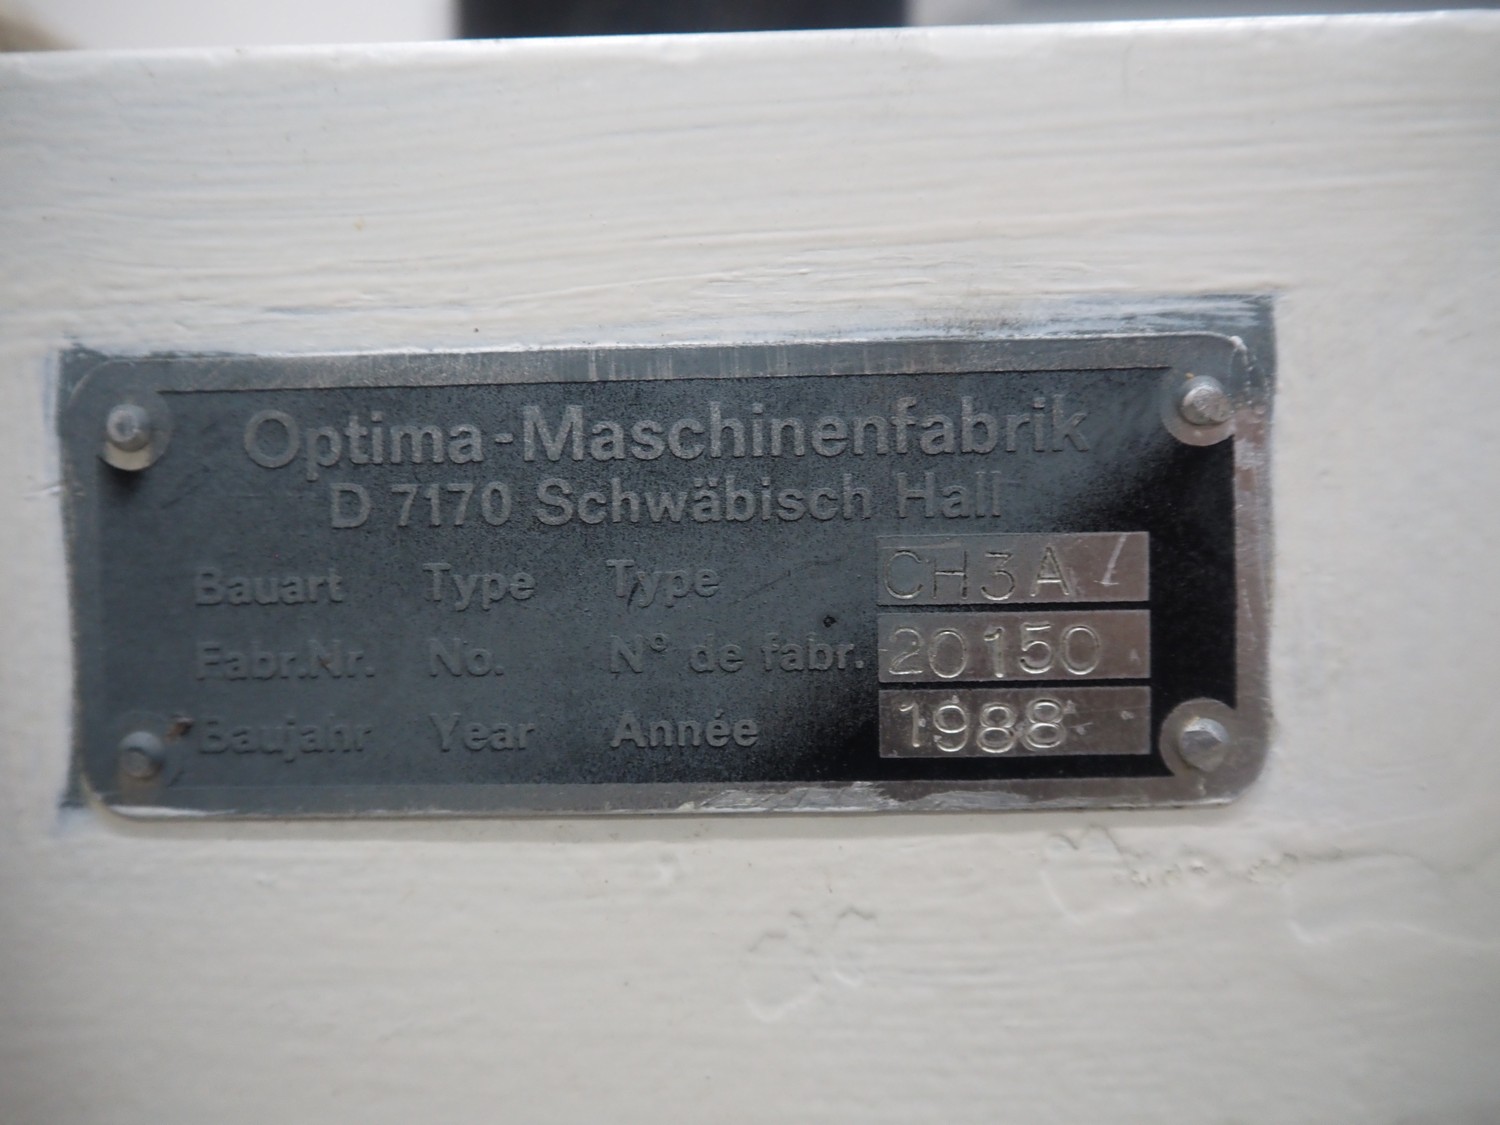 Optima-Maschinenfabrik
D 7170 Schwäbisch Hall
Bauart Type Type CH3A
Fabr.Nr. No. N° de fabr. 20150
Baujahr Year Année 1988